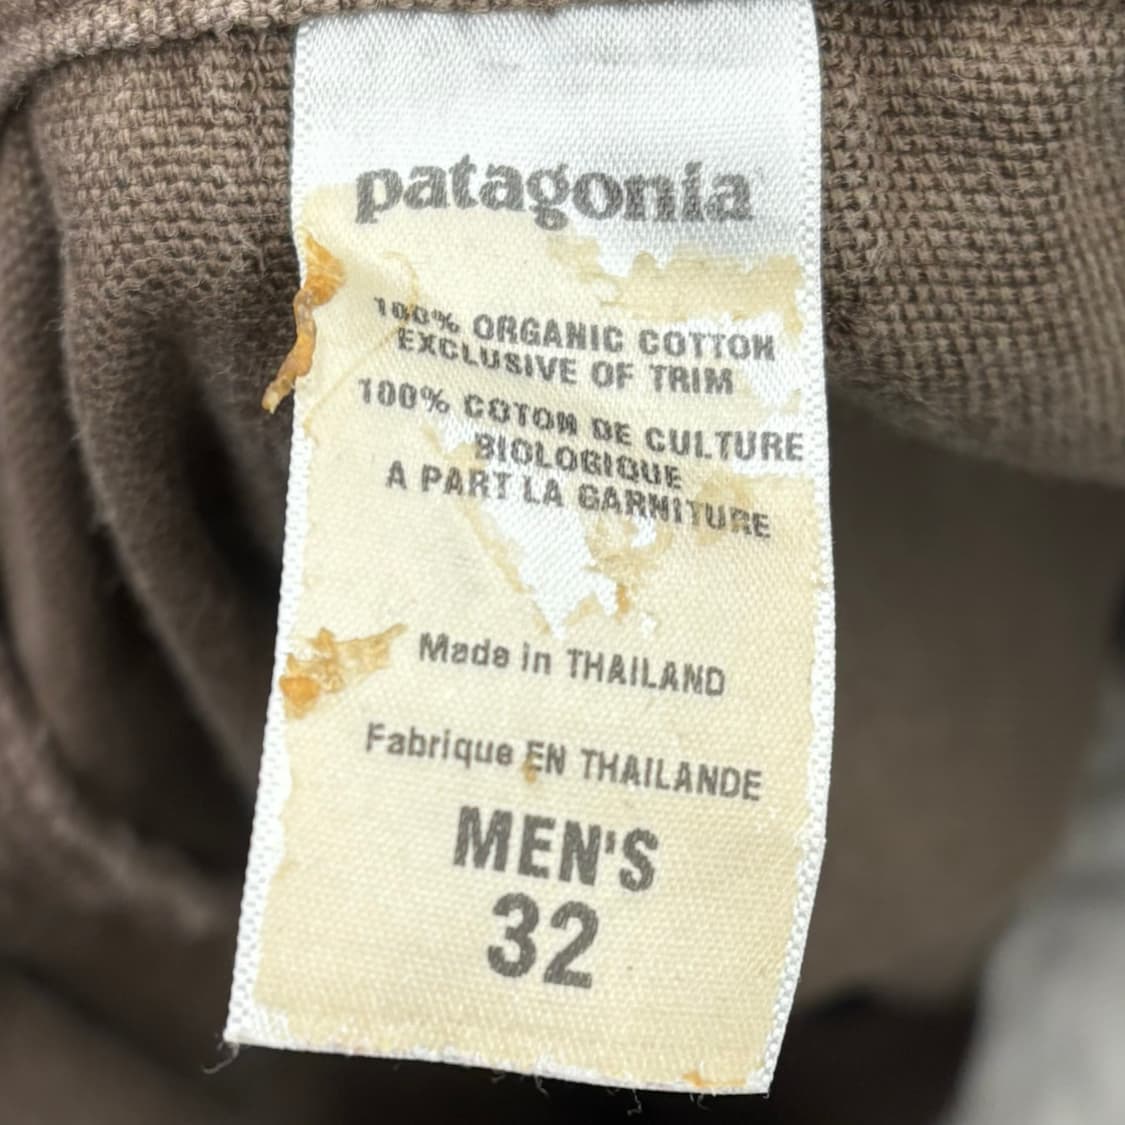 patagonia
100% ORGANIC COTTON
EXCLUSIVE OF TRIM
100% COTON DE CULTURE
BIOLOGIQUE
A PART LA GARNITURE
Made in THAILAND
Fabrique EN THAILANDE
MEN'S
32